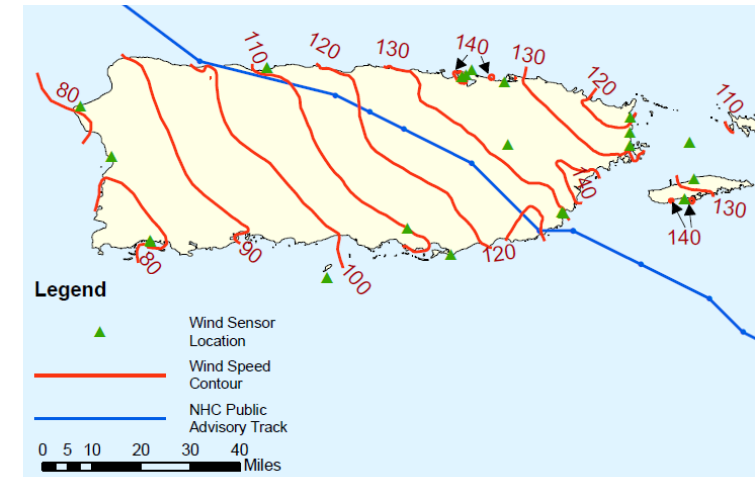 110
120
130
140
130
120
110
80
140
130
140
80
90
100
120
Legend
Wind Sensor
Location
Wind Speed
Contour
NHC Public
Advisory Track
0 5 10 20 30 40
Miles